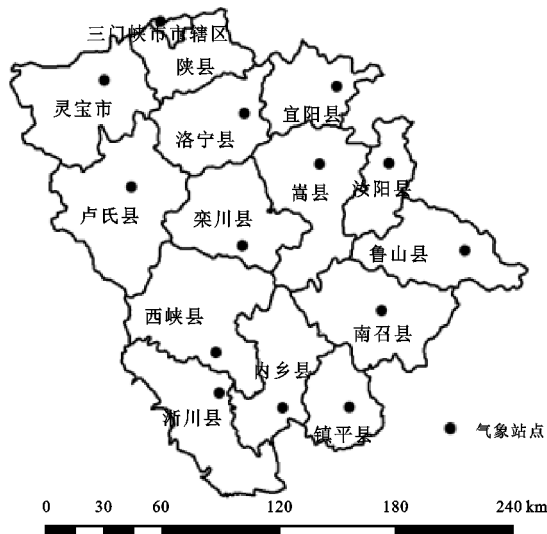 三门峡市市辖区
陕县
灵宝市
宜阳县
洛宁县
嵩县
汝阳县
卢氏县
栾川县
鲁山县
西峡县
南召县
内乡县
淅川县
镇平县
气象站点
0 30 60 120 180 240 km